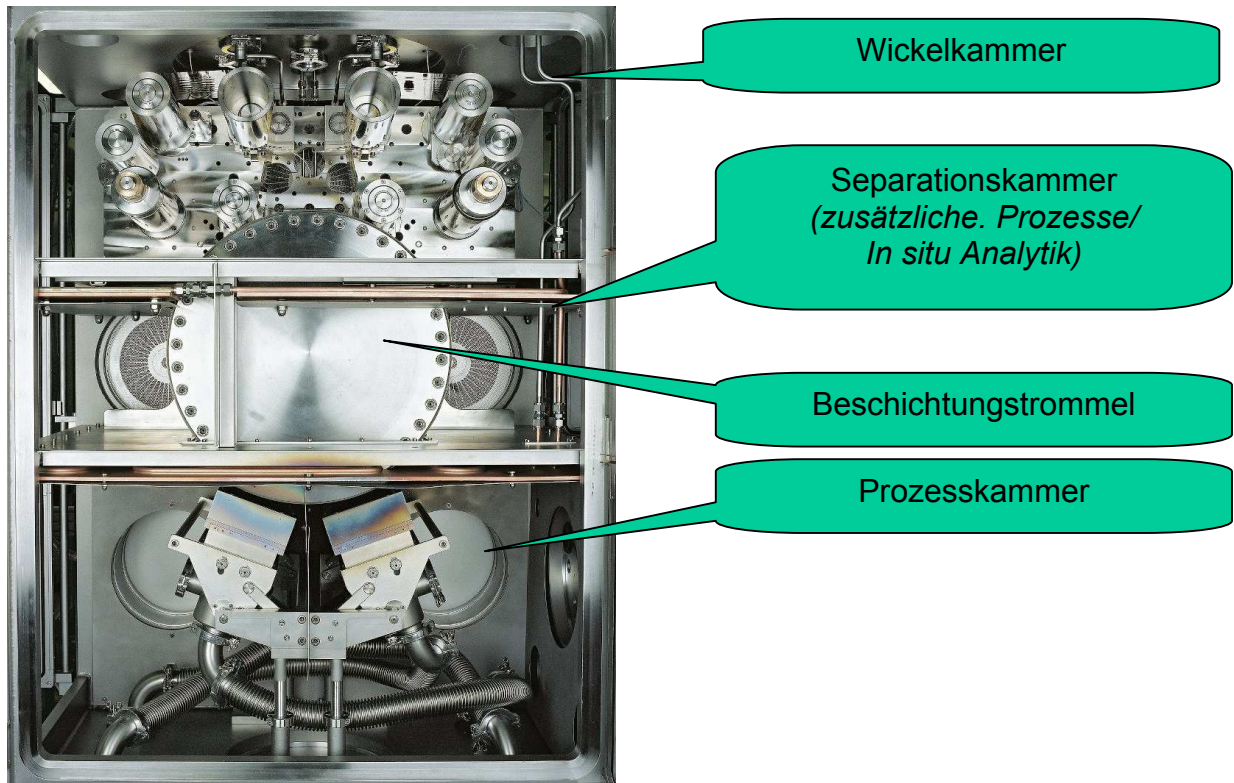 Wickelkammer
Separationskammer
(zusätzliche. Prozesse/
In situ Analytik)
Beschichtungstrommel
Prozesskammer